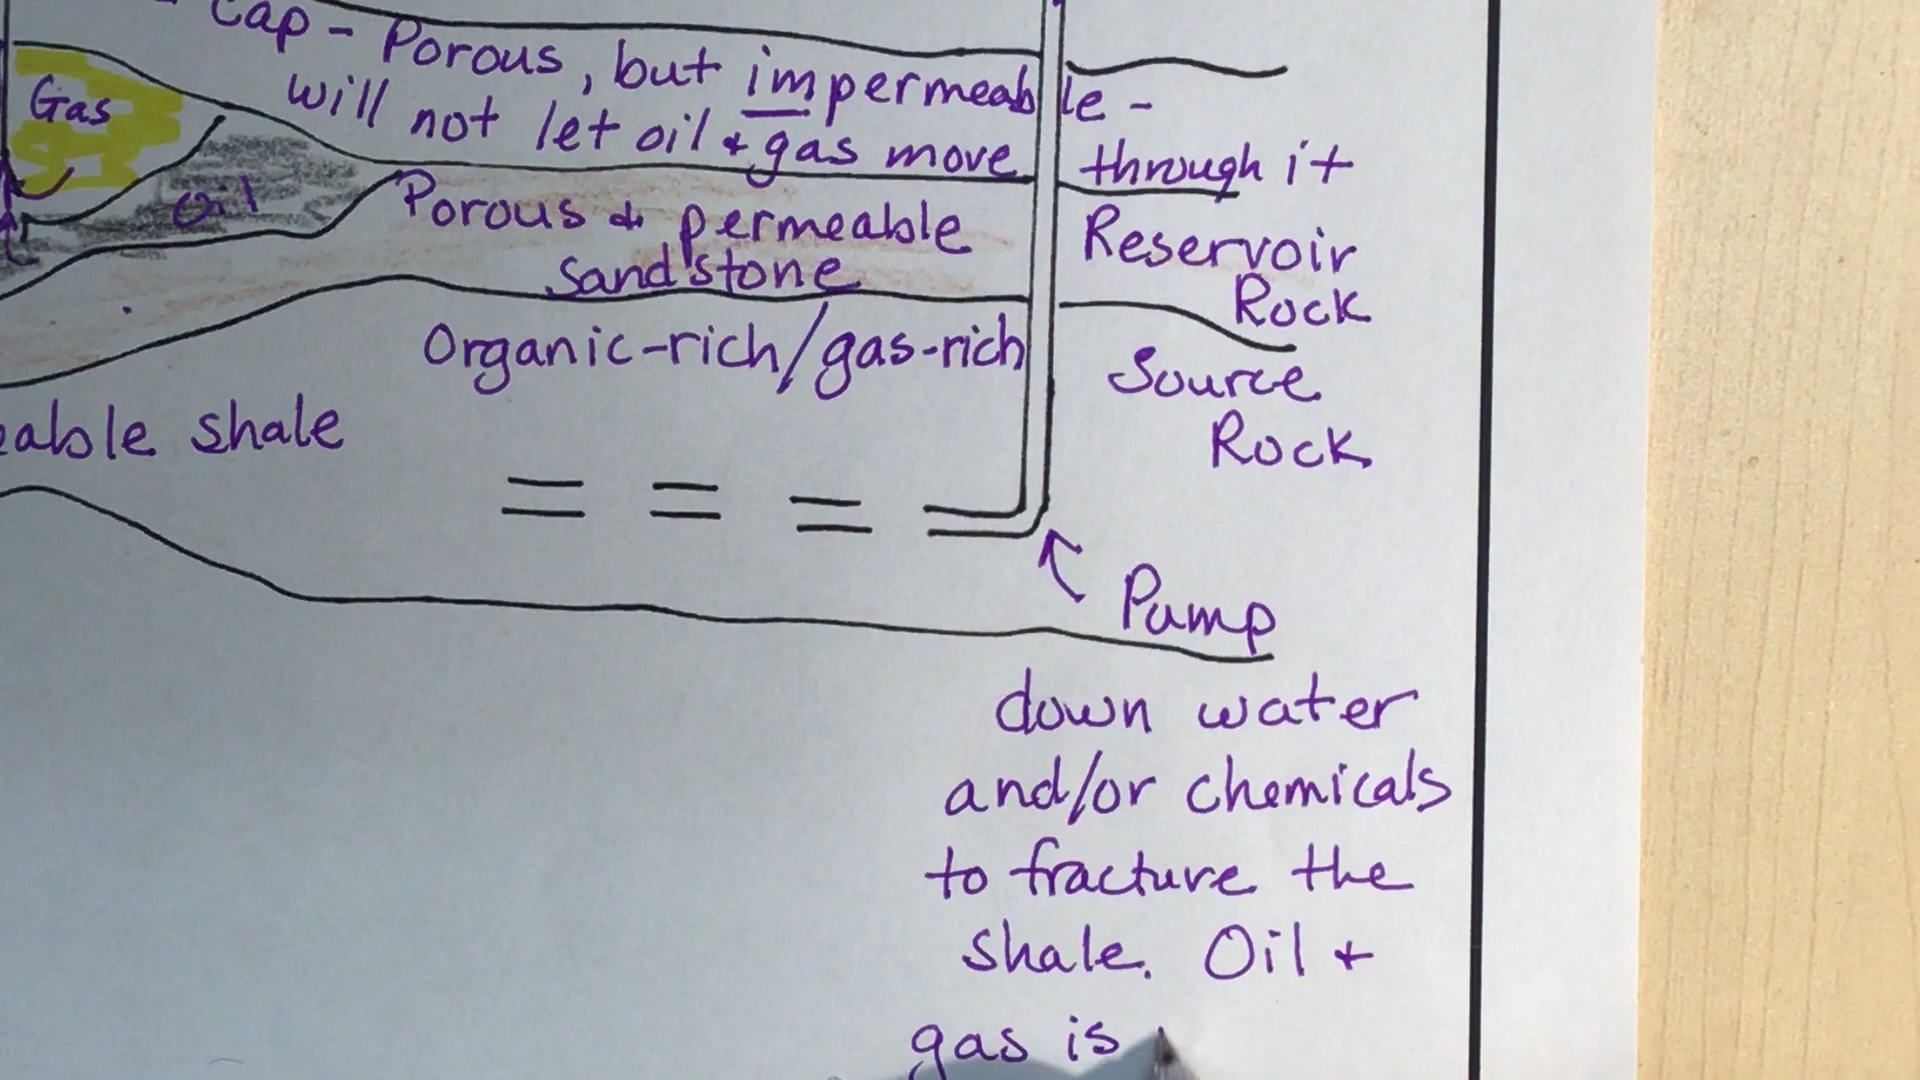 Cap - Porous, but impermeable -
will not let oil & gas move through it
Gas
Oil
Porous & permeable
Sandstone
Reservoir
Rock
Organic-rich/gas-rich
shale
Source
Rock
Pump
down water
and/or chemicals
to fracture the
shale. Oil &
gas is